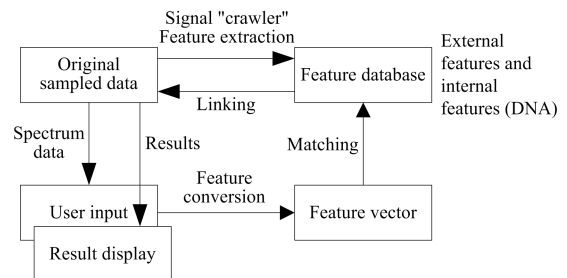 Signal "crawler"
Feature extraction
Original
sampled data
Feature database
External
features and
internal
features (DNA)
Linking
Spectrum
data
Results
Matching
Feature
conversion
User input
Feature vector
Result display